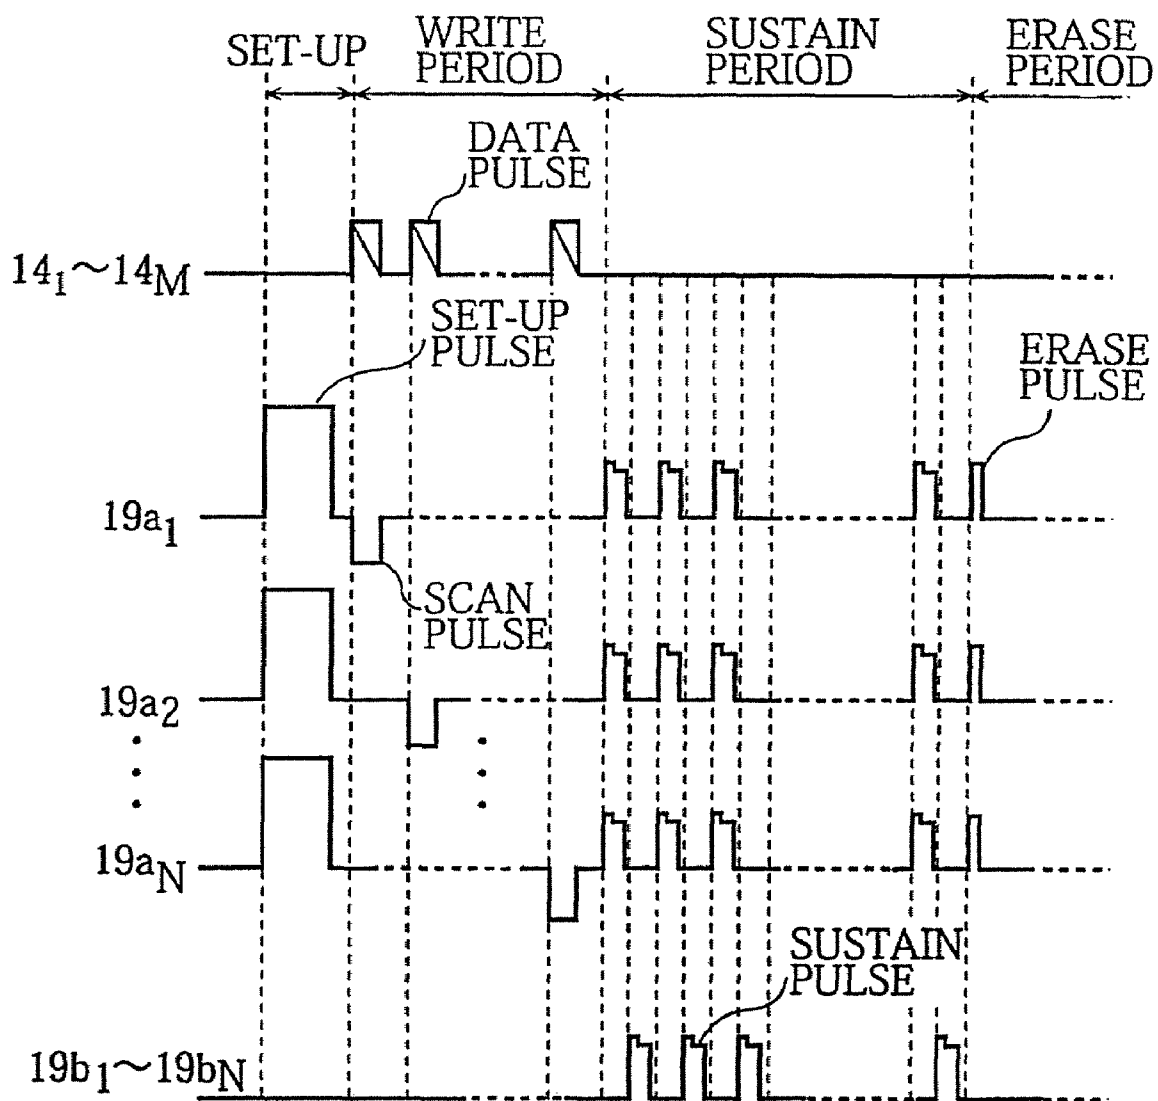 SET-UP
WRITE
PERIOD
SUSTAIN
PERIOD
ERASE
PERIOD
DATA
PULSE
14₁~14M
SET-UP
PULSE
ERASE
PULSE
19a₁
SCAN
PULSE
19a₂
19aN
SUSTAIN
PULSE
19b₁~19bN